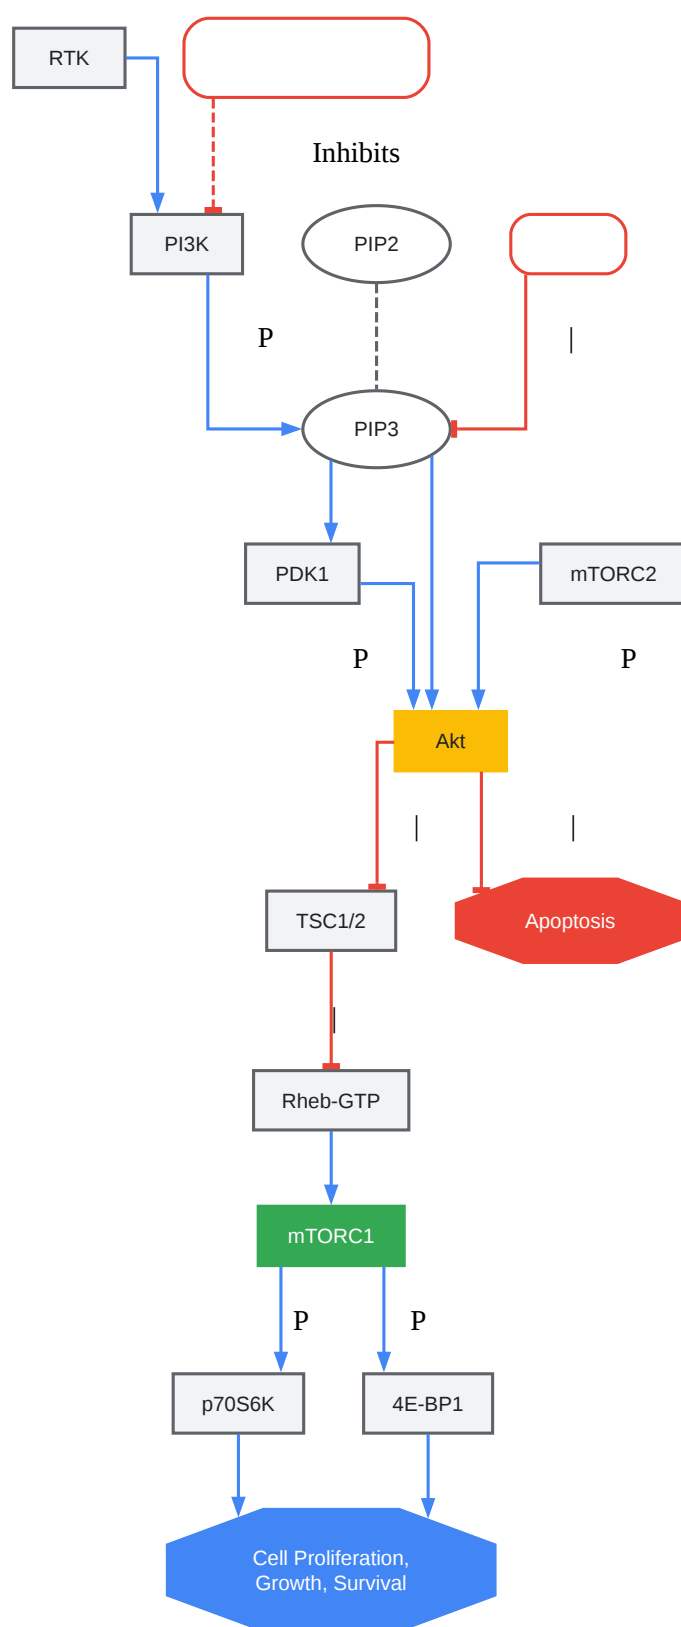 RTK
Inhibits
PI3K
PIP2
P
|
PIP3
PDK1
mTORC2
P
P
Akt
|
|
TSC1/2
Apoptosis
|
Rheb-GTP
mTORC1
P
P
p70S6K
4E-BP1
Cell Proliferation,
Growth, Survival